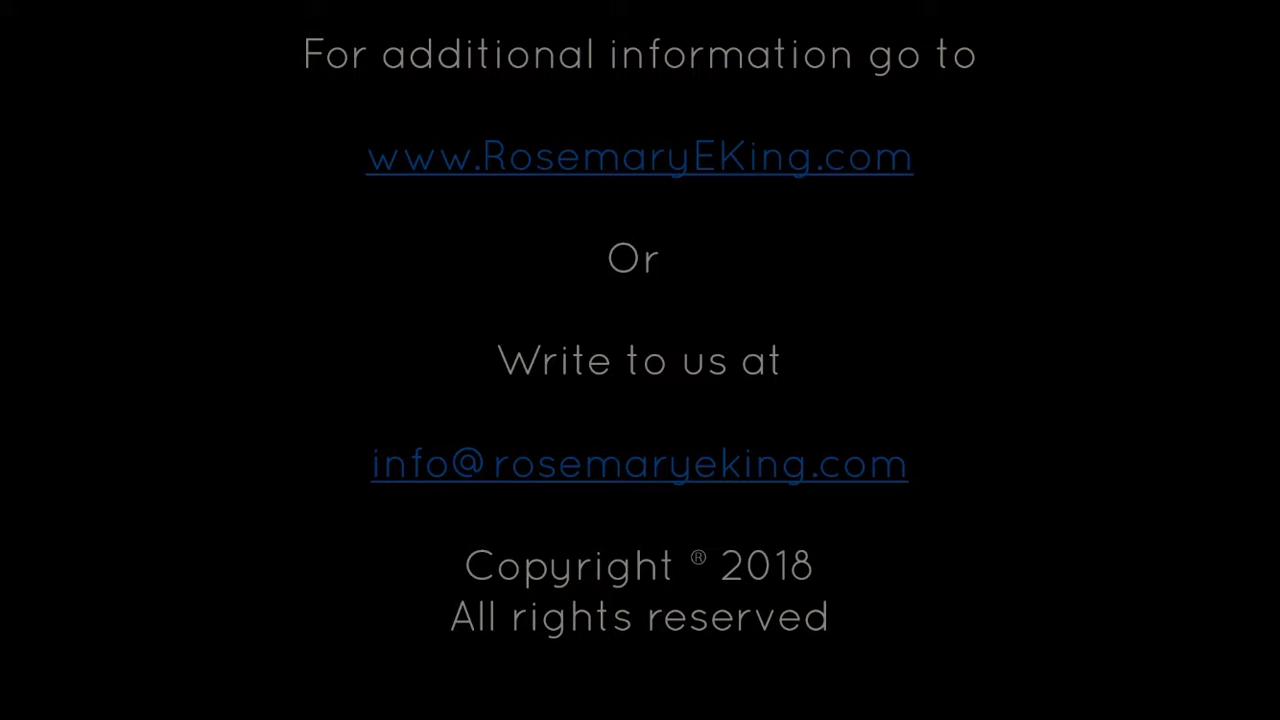 For additional information go to
www.RosemaryEKing.com
Or
Write to us at
info@rosemaryeking.com
Copyright ® 2018
All rights reserved